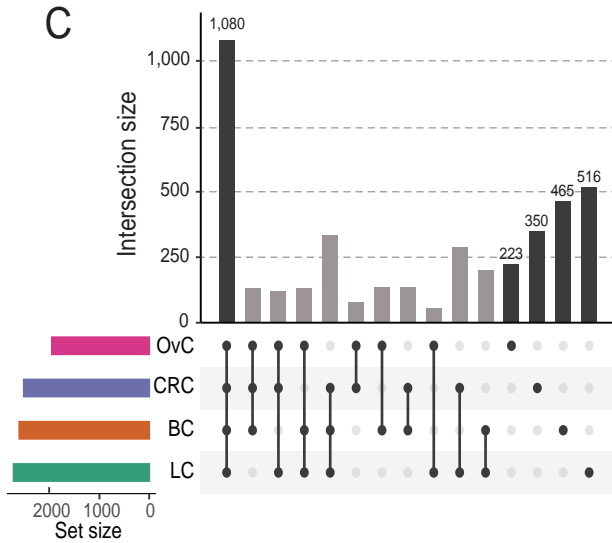 C
1,080
Intersection size
1,000
750
500
250
0
223
350
465
516
OvC
CRC
BC
LC
2000 1000 0
Set size